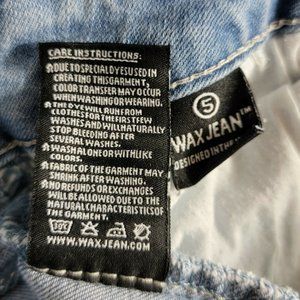 CARE INSTRUCTIONS:
▲DUE TO SPECIAL DYES USED IN
CREATING THIS GARMENT,
COLOR TRANSFER MAY OCCUR
WHEN WASHING OR WEARING.
▲THE DYE WILL RUN FROM
CLOTHES FOR THE FIRST FEW
WASHES AND WILL NATURALLY
STOP BLEEDING AFTER
SEVERAL WASHES.
▲WASH ALONE OR WITH LIKE
COLORS.
▲FABRIC OF THE GARMENT MAY
SHRINK AFTER WASHING.
▲NO REFUNDS OR EXCHANGES
WILL BE ALLOWED DUE TO THE
NATURAL CHARACTERISTICS OF
THE GARMENT.
WWW.WAXJEAN.COM
5
WAX JEAN™
DESIGNED IN THE